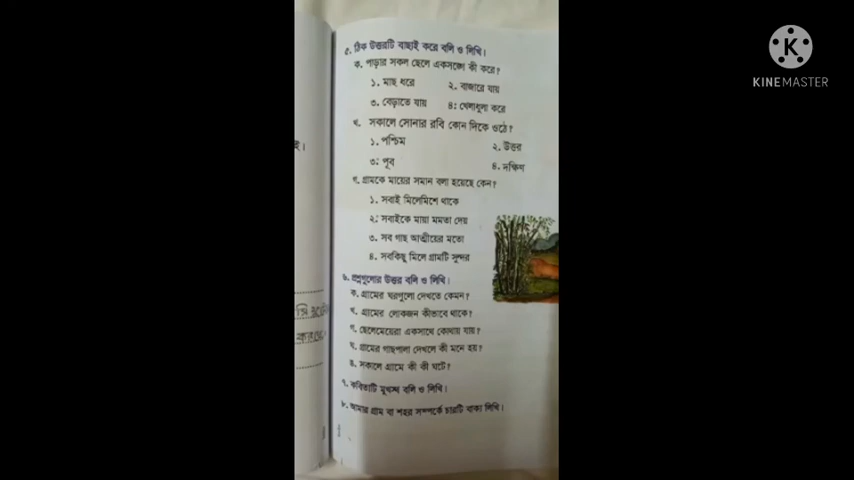 ৫. ঠিক উত্তরটি বাছাই করে বলি ও লিখি।
ক. পাড়ার সকল ছেলে একসঙ্গে কী করে?
১. মাছ ধরে ২. বাজারে যায়
৩. বেড়াতে যায় ৪. খেলাধুলা করে
খ. সকালে সোনার রবি কোন দিকে ওঠে?
১. পশ্চিম ২. উত্তর
৩. পূব ৪. দক্ষিণ
গ. গ্রামকে মায়ের সমান বলা হয়েছে কেন?
১. সবাই মিলেমিশে থাকে
২. সবাইকে মায়া মমতা দেয়
৩. সব গাছ আত্মীয়ের মতো
৪. সবকিছু মিলে গ্রামটি সুন্দর
৬. প্রশ্নগুলোর উত্তর বলি ও লিখি।
ক. গ্রামের ঘরগুলো দেখতে কেমন?
খ. গ্রামের লোকজন কীভাবে থাকে?
গ. ছেলেমেয়েরা একসাথে কোথায় যায়?
ঘ. গ্রামের গাছপালা দেখলে কী মনে হয়?
ঙ. সকালে গ্রামে কী কী ঘটে?
৭. কবিতাটি মুখস্থ বলি ও লিখি।
৮. আমার গ্রাম বা শহর সম্পর্কে চারটি বাক্য লিখি।
K
KINEMASTER